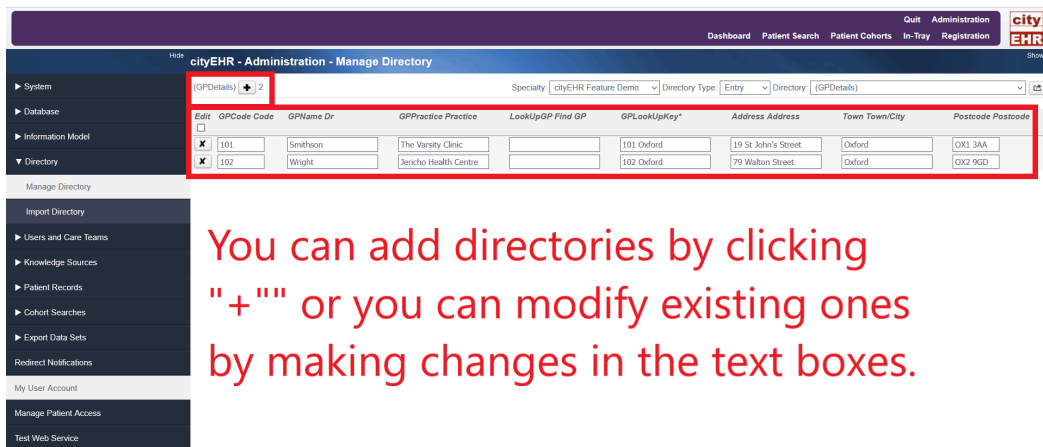 Quit Administration
city
EHR
Dashboard Patient Search Patient Cohorts In-Tray Registration
Hide
cityEHR - Administration - Manage Directory
Show
▶ System
(GPDetails) + 2
Specialty: cityEHR Feature Demo Directory Type: Entry Directory: (GPDetails)
▶ Database
Edit GPCode Code GPName Dr GPPractice Practice LookUpGP Find GP GPLookUpKey* Address Address Town Town/City Postcode Postcode
▶ Information Model
X 101 Smithson The Varsity Clinic 101 Oxford 19 St John's Street Oxford OX1 3AA
▼ Directory
X 102 Wright Jericho Health Centre 102 Oxford 79 Walton Street Oxford OX2 9GD
Manage Directory
Import Directory
▶ Users and Care Teams
▶ Knowledge Sources
▶ Patient Records
▶ Cohort Searches
▶ Export Data Sets
Redirect Notifications
My User Account
Manage Patient Access
Test Web Service
You can add directories by clicking
"+"" or you can modify existing ones
by making changes in the text boxes.